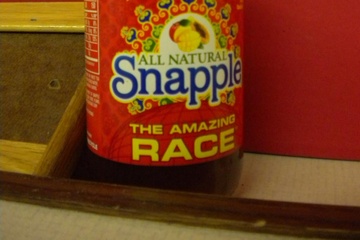 ALL NATURAL
Snapple
THE AMAZING
RACE